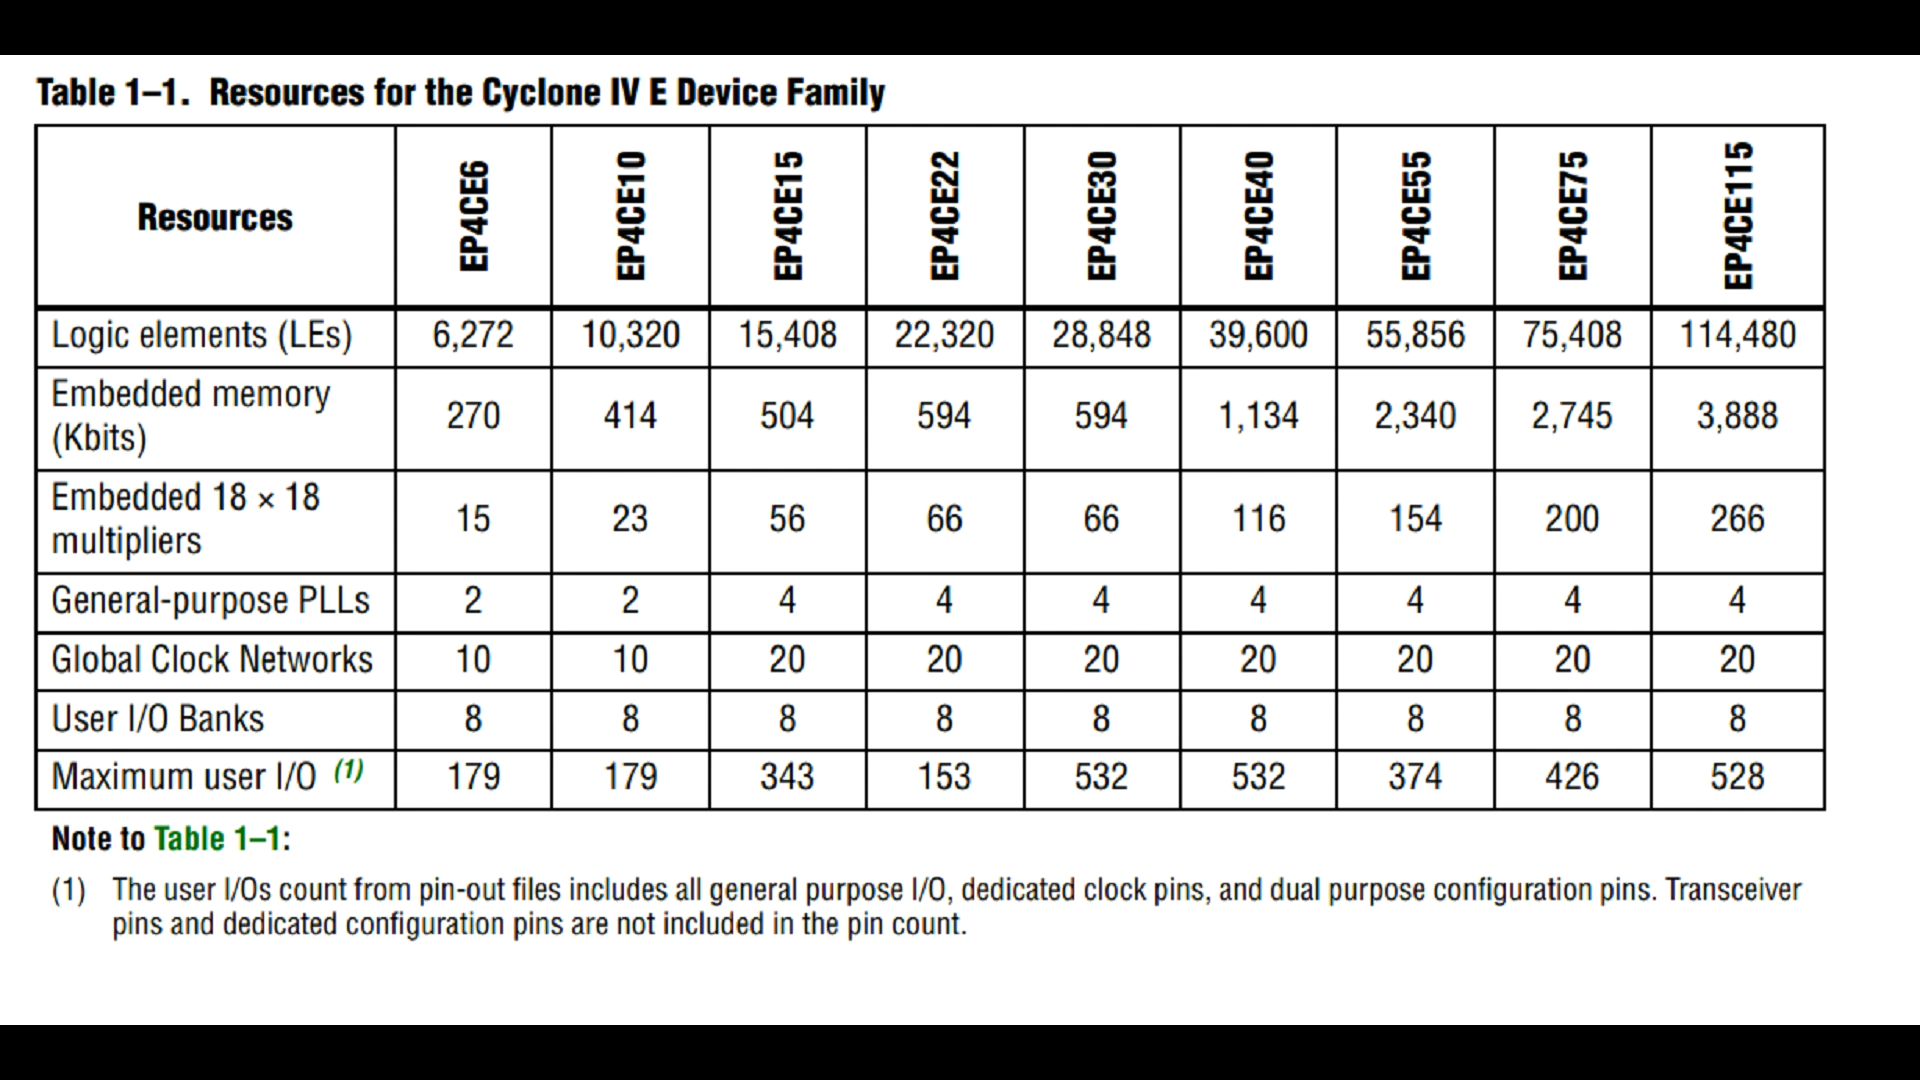 Table 1–1. Resources for the Cyclone IV E Device Family
Resources EP4CE6 EP4CE10 EP4CE15 EP4CE22 EP4CE30 EP4CE40 EP4CE55 EP4CE75 EP4CE115
Logic elements (LEs) 6,272 10,320 15,408 22,320 28,848 39,600 55,856 75,408 114,480
Embedded memory
(Kbits) 270 414 504 594 594 1,134 2,340 2,745 3,888
Embedded 18 × 18
multipliers 15 23 56 66 66 116 154 200 266
General-purpose PLLs 2 2 4 4 4 4 4 4 4
Global Clock Networks 10 10 20 20 20 20 20 20 20
User I/O Banks 8 8 8 8 8 8 8 8 8
Maximum user I/O (1) 179 179 343 153 532 532 374 426 528
Note to Table 1–1:
(1) The user I/Os count from pin-out files includes all general purpose I/O, dedicated clock pins, and dual purpose configuration pins. Transceiver
pins and dedicated configuration pins are not included in the pin count.